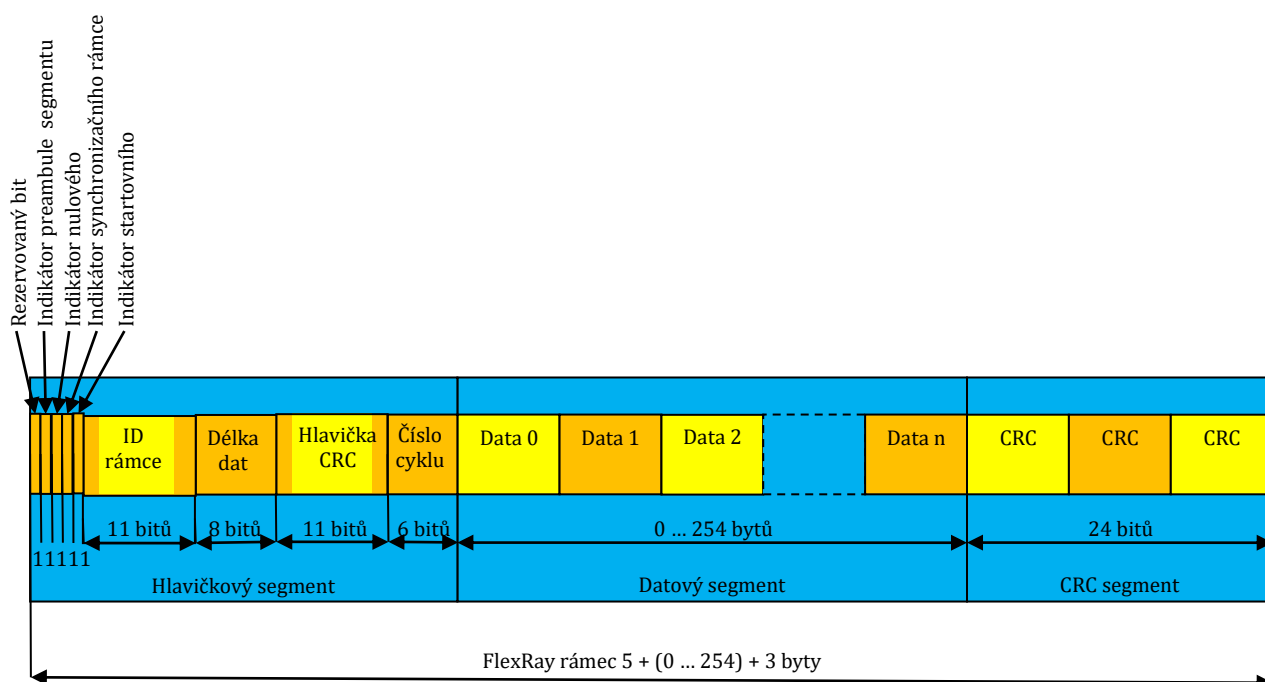 Rezervovaný bit
Indikátor preambule segmentu
Indikátor nulového
Indikátor synchronizačního rámce
Indikátor startovního
ID
rámce
Délka
dat
Hlavička
CRC
Číslo
cyklu
Data 0
Data 1
Data 2
Data n
CRC
CRC
CRC
11111
11 bitů
8 bitů
11 bitů
6 bitů
0 ... 254 bytů
24 bitů
Hlavičkový segment
Datový segment
CRC segment
FlexRay rámec 5 + (0 ... 254) + 3 byty